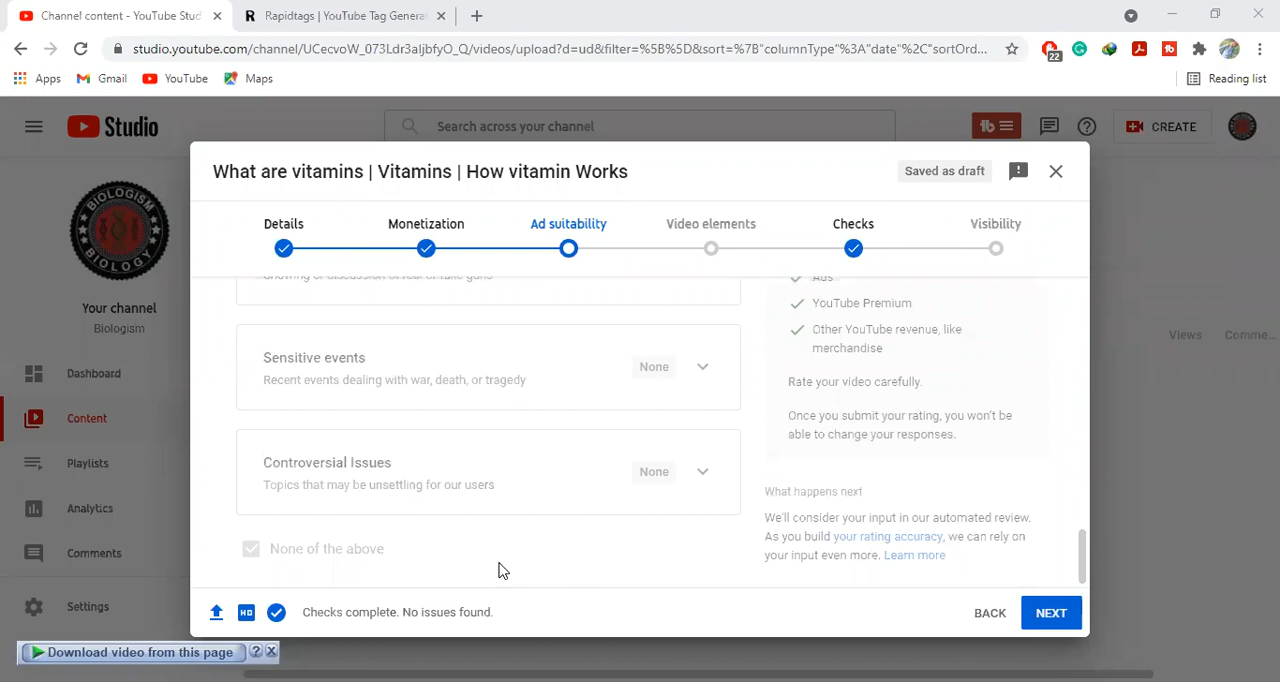 Channel content - YouTube Stud
Rapidtags | YouTube Tag Genera
studio.youtube.com/channel/UCecvoW_073Ldr3aIjbfyO_Q/videos/upload?d=ud&filter=%5B%5D&sort=%7B"columnType"%3A"date"%2C"sortOrd...
22
Apps
Gmail
YouTube
Maps
Reading list
Studio
Search across your channel
tb
CREATE
What are vitamins | Vitamins | How vitamin Works
Saved as draft
BIOLOGISM
BIOLOGY
Details
Monetization
Ad suitability
Video elements
Checks
Visibility
Ads
YouTube Premium
Other YouTube revenue, like
merchandise
Rate your video carefully.
Once you submit your rating, you won't be
able to change your responses.
What happens next
We'll consider your input in our automated review.
As you build your rating accuracy, we can rely on
your input even more. Learn more
Sensitive events
Recent events dealing with war, death, or tragedy
None
Controversial Issues
Topics that may be unsettling for our users
None
None of the above
Your channel
Biologism
Dashboard
Content
Playlists
Analytics
Comments
Settings
Views
Comme...
HD
Checks complete. No issues found.
BACK
NEXT
Download video from this page
?